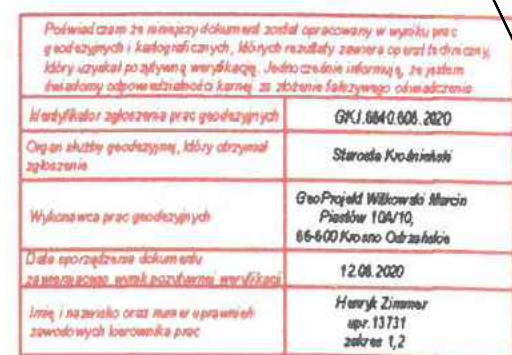 Poświadczam że niniejszy dokument został opracowany w wyniku prac
geodezyjnych i kartograficznych, których rezultaty zawiera operat techniczny,
który uzyskał pozytywną weryfikację. Jednocześnie informuję, że jestem
świadomy odpowiedzialności karnej za złożenie fałszywego oświadczenia
Identyfikator zgłoszenia prac geodezyjnych
GKJ.6640.608.2020
Organ służby geodezyjnej, który otrzymał
zgłoszenie
Starosta Krośnieński
Wykonawca prac geodezyjnych
GeoProjekt Witkowski Marcin
Piastów 10A/10,
66-600 Krosno Odrzańskie
Data sporządzenia dokumentu
zawierającego wynik pozytywnej weryfikacji
12.08.2020
Imię i nazwisko oraz numer uprawnień
zawodowych kierownika prac
Henryk Zimmer
upr. 13731
zakres 1,2